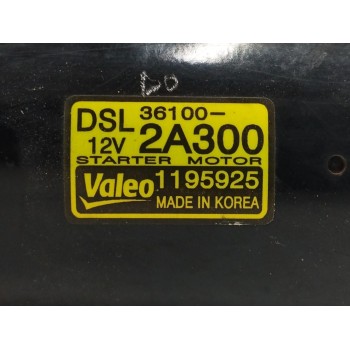 DSL 36100-
12V 2A300
STARTER MOTOR
Valeo 1195925
MADE IN KOREA